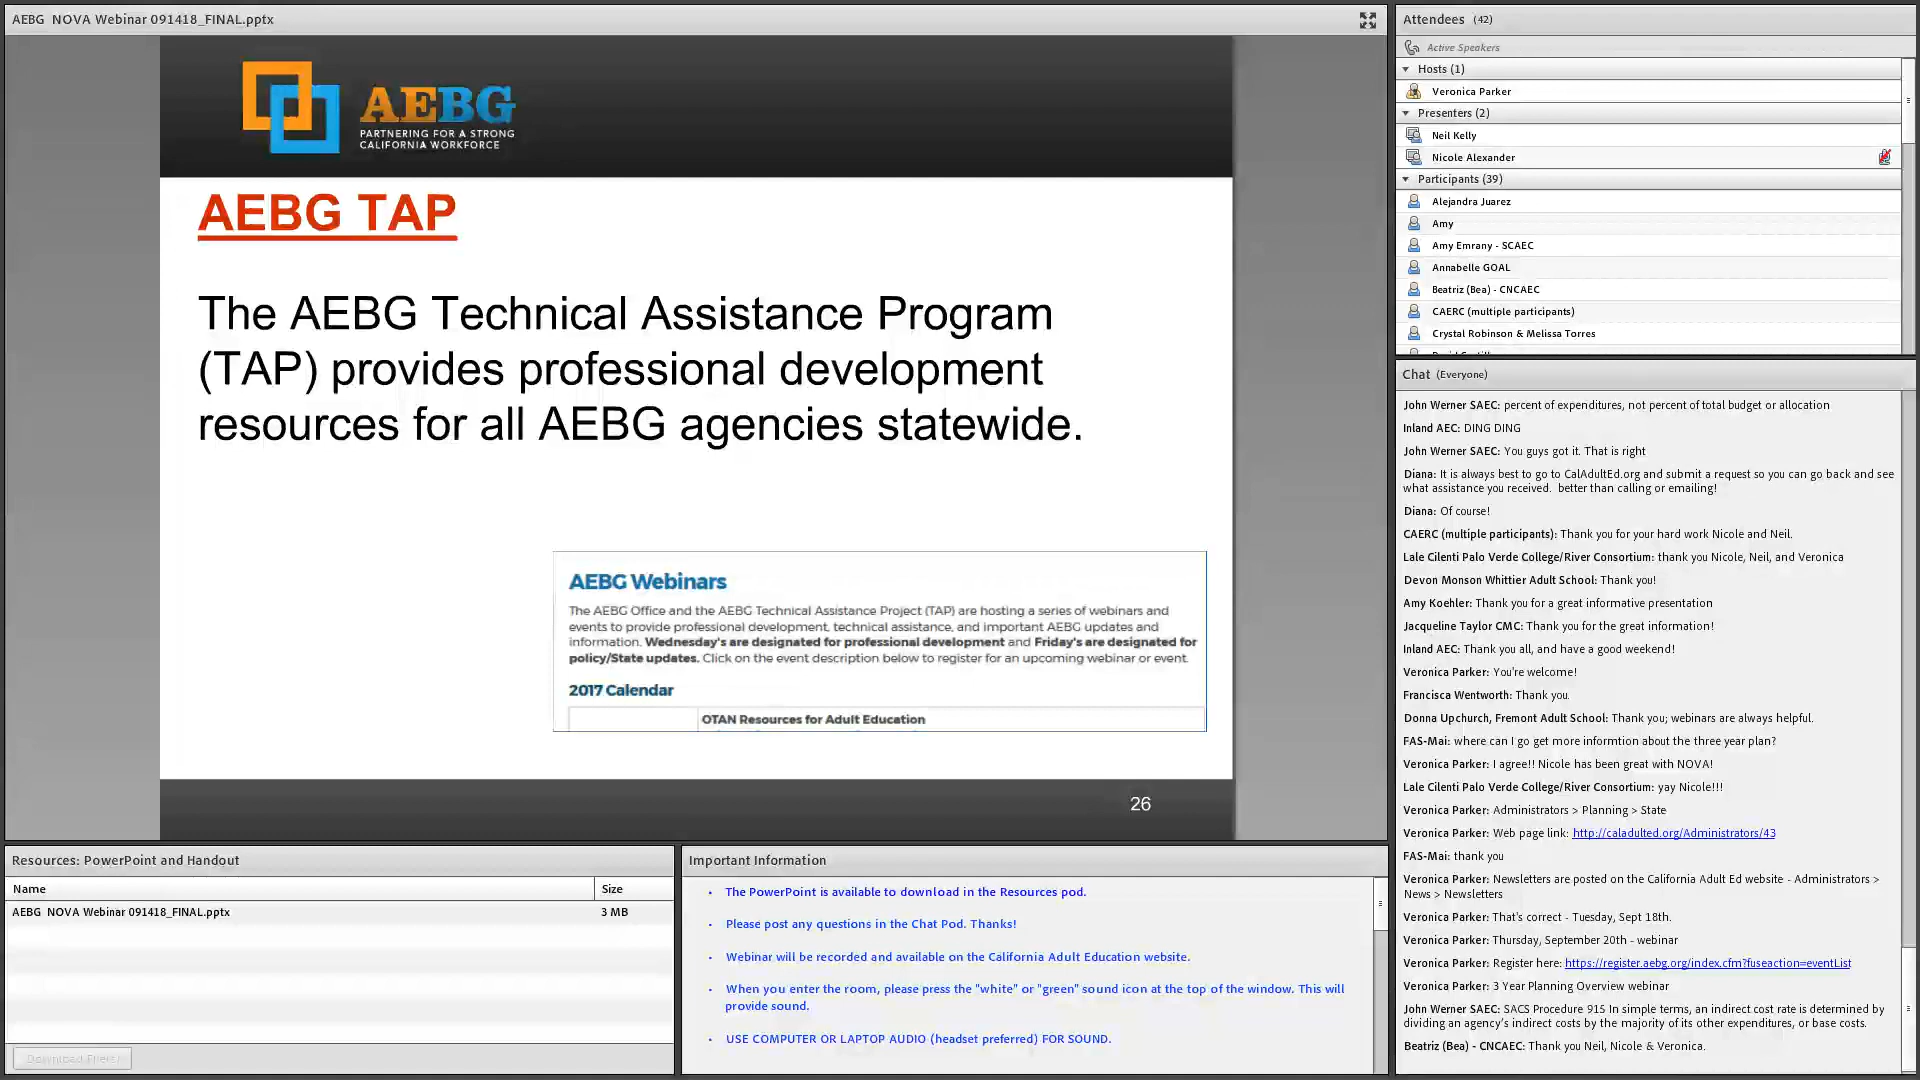 AEBG  NOVA Webinar 091418_FINAL.pptx
AEBG
PARTNERING FOR A STRONG
CALIFORNIA WORKFORCE
AEBG TAP
The AEBG Technical Assistance Program
(TAP) provides professional development
resources for all AEBG agencies statewide.
AEBG Webinars
The AEBG Office and the AEBG Technical Assistance Project (TAP) are hosting a series of webinars and
events to provide professional development, technical assistance, and important AEBG updates and
information. Wednesday's are designated for professional development and Friday's are designated for
policy/State updates. Click on the event description below to register for an upcoming webinar or event.
2017 Calendar
OTAN Resources for Adult Education
26
Resources: PowerPoint and Handout
Name Size
AEBG  NOVA Webinar 091418_FINAL.pptx 3 MB
Download File(s)
Important Information
• The PowerPoint is available to download in the Resources pod.
• Please post any questions in the Chat Pod. Thanks!
• Webinar will be recorded and available on the California Adult Education website.
• When you enter the room, please press the "white" or "green" sound icon at the top of the window. This will
provide sound.
• USE COMPUTER OR LAPTOP AUDIO (headset preferred) FOR SOUND.
Attendees (42)
Active Speakers
Hosts (1)
Veronica Parker
Presenters (2)
Neil Kelly
Nicole Alexander
Participants (39)
Alejandra Juarez
Amy
Amy Emrany - SCAEC
Annabelle GOAL
Beatriz (Bea) - CNCAEC
CAERC (multiple participants)
Crystal Robinson & Melissa Torres
Chat (Everyone)
John Werner SAEC: percent of expenditures, not percent of total budget or allocation
Inland AEC: DING DING
John Werner SAEC: You guys got it. That is right
Diana: It is always best to go to CalAdultEd.org and submit a request so you can go back and see
what assistance you received.  better than calling or emailing!
Diana: Of course!
CAERC (multiple participants): Thank you for your hard work Nicole and Neil.
Lale Cilenti Palo Verde College/River Consortium: thank you Nicole, Neil, and Veronica
Devon Monson Whittier Adult School: Thank you!
Amy Koehler: Thank you for a great informative presentation
Jacqueline Taylor CMC: Thank you for the great information!
Inland AEC: Thank you all, and have a good weekend!
Veronica Parker: You're welcome!
Francisca Wentworth: Thank you.
Donna Upchurch, Fremont Adult School: Thank you; webinars are always helpful.
FAS-Mai: where can I go get more informtion about the three year plan?
Veronica Parker: I agree!! Nicole has been great with NOVA!
Lale Cilenti Palo Verde College/River Consortium: yay Nicole!!!
Veronica Parker: Administrators > Planning > State
Veronica Parker: Web page link: http://caladulted.org/Administrators/43
FAS-Mai: thank you
Veronica Parker: Newsletters are posted on the California Adult Ed website - Administrators >
News > Newsletters
Veronica Parker: That's correct - Tuesday, Sept 18th.
Veronica Parker: Thursday, September 20th - webinar
Veronica Parker: Register here: https://register.aebg.org/index.cfm?fuseaction=eventList
Veronica Parker: 3 Year Planning Overview webinar
John Werner SAEC: SACS Procedure 915 In simple terms, an indirect cost rate is determined by
dividing an agency's indirect costs by the majority of its other expenditures, or base costs.
Beatriz (Bea) - CNCAEC: Thank you Neil, Nicole & Veronica.